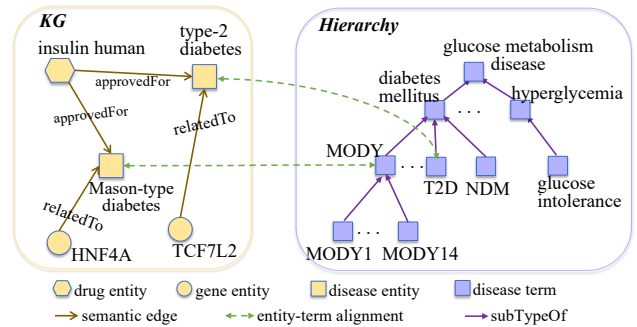 KG
Hierarchy
insulin human
type-2
diabetes
approvedFor
approvedFor
relatedTo
Mason-type
diabetes
relatedTo
HNF4A
TCF7L2
glucose metabolism
disease
diabetes
mellitus
...
hyperglycemia
MODY
...
T2D
NDM
glucose
intolerance
MODY1
...
MODY14
drug entity
gene entity
disease entity
disease term
semantic edge
entity-term alignment
subTypeOf